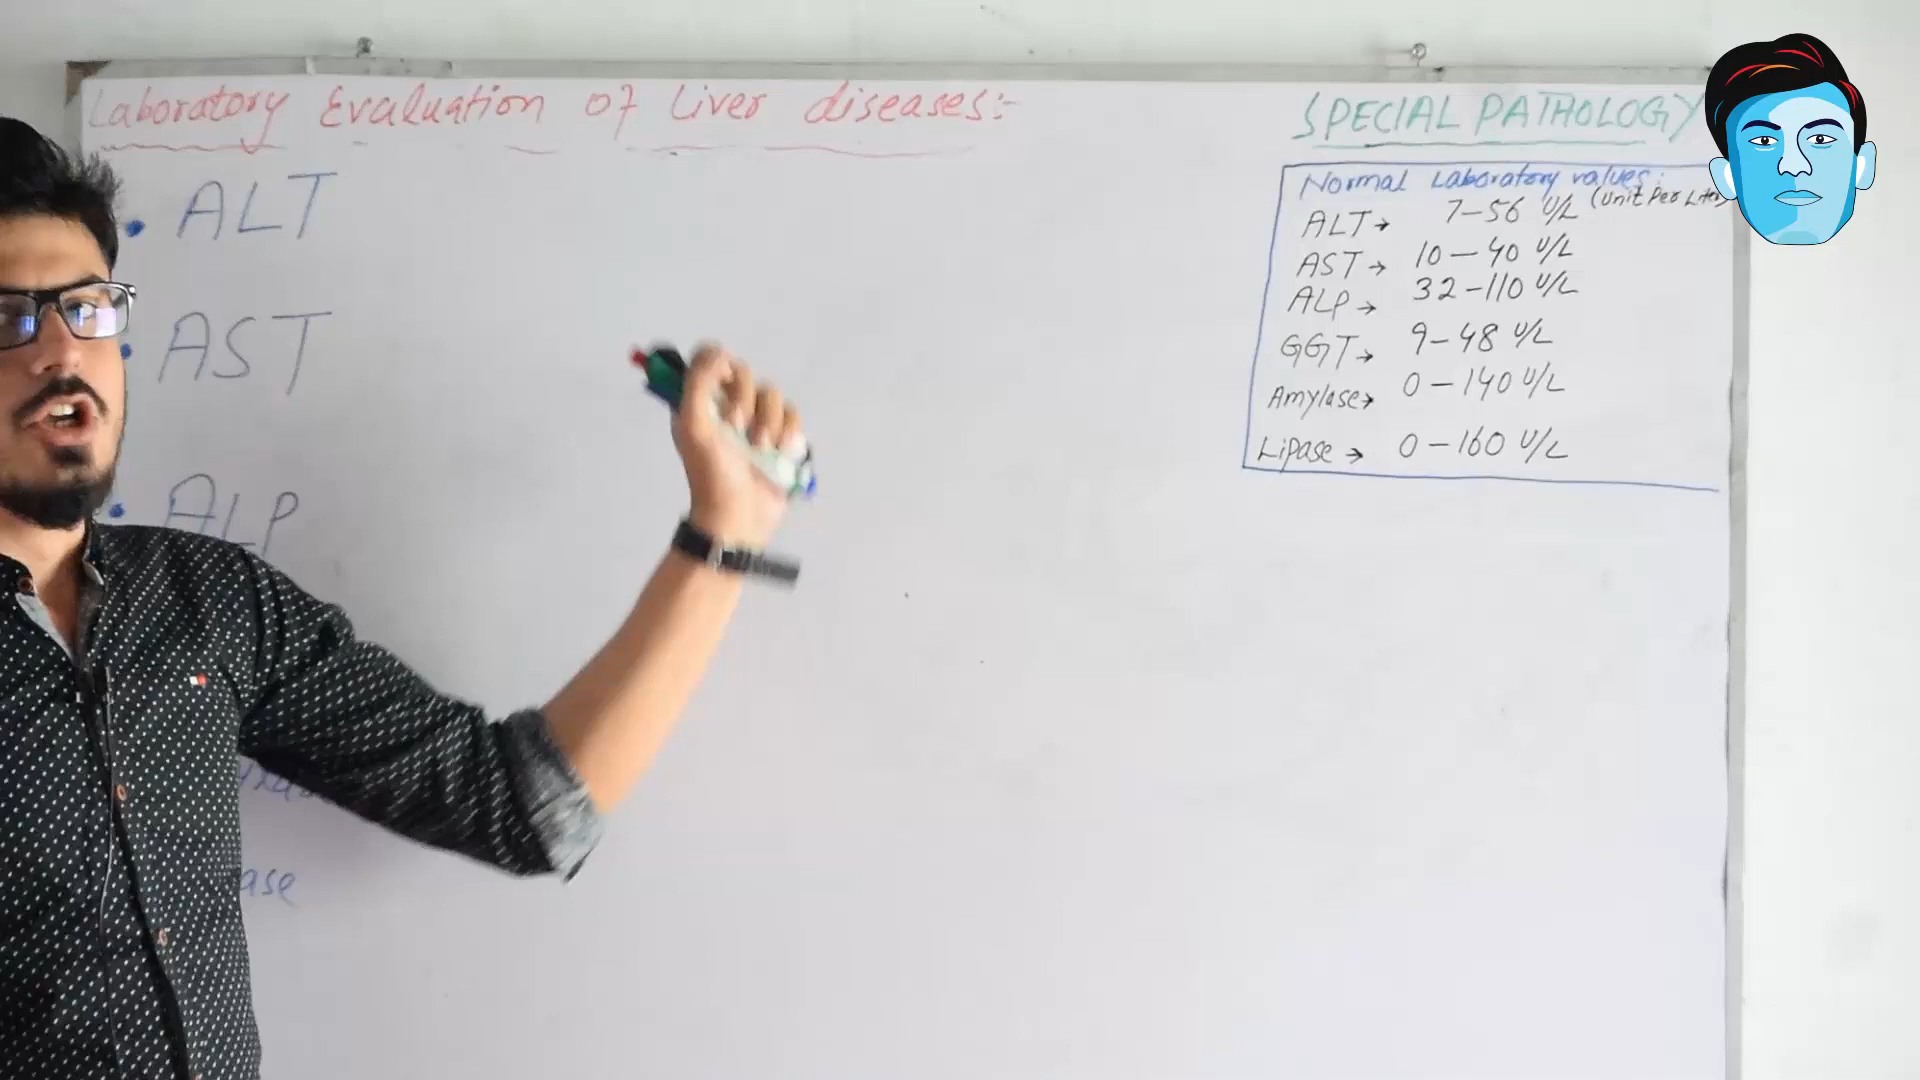 Laboratory Evaluation of Liver diseases:-
• ALT
• AST
• ALP
ase
SPECIAL PATHOLOGY
Normal Laboratory values:
(Unit Per Liter)
ALT → 7-56 U/L
AST → 10-40 U/L
ALP → 32-110 U/L
GGT → 9-48 U/L
Amylase → 0-140 U/L
Lipase → 0-160 U/L